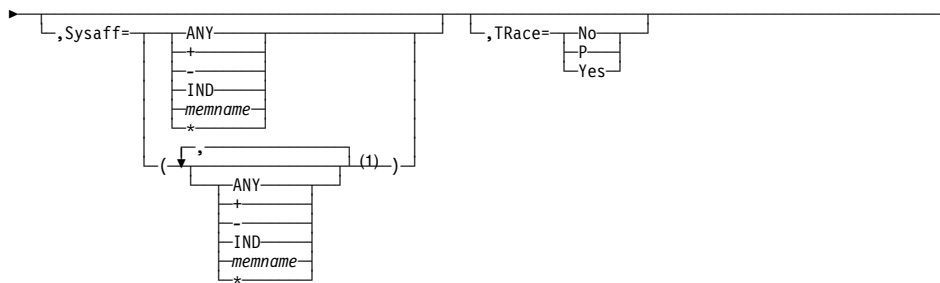 ,Sysaff= ANY ,TRace= No
+ P
- Yes
IND
memname
*
( , (1) )
ANY
+
-
IND
memname
*